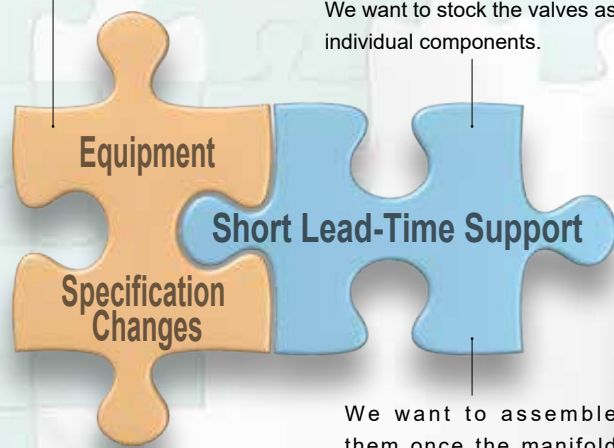 We want to stock the valves as
individual components.
Equipment
Short Lead-Time Support
Specification
Changes
We want to assemble
them once the manifold